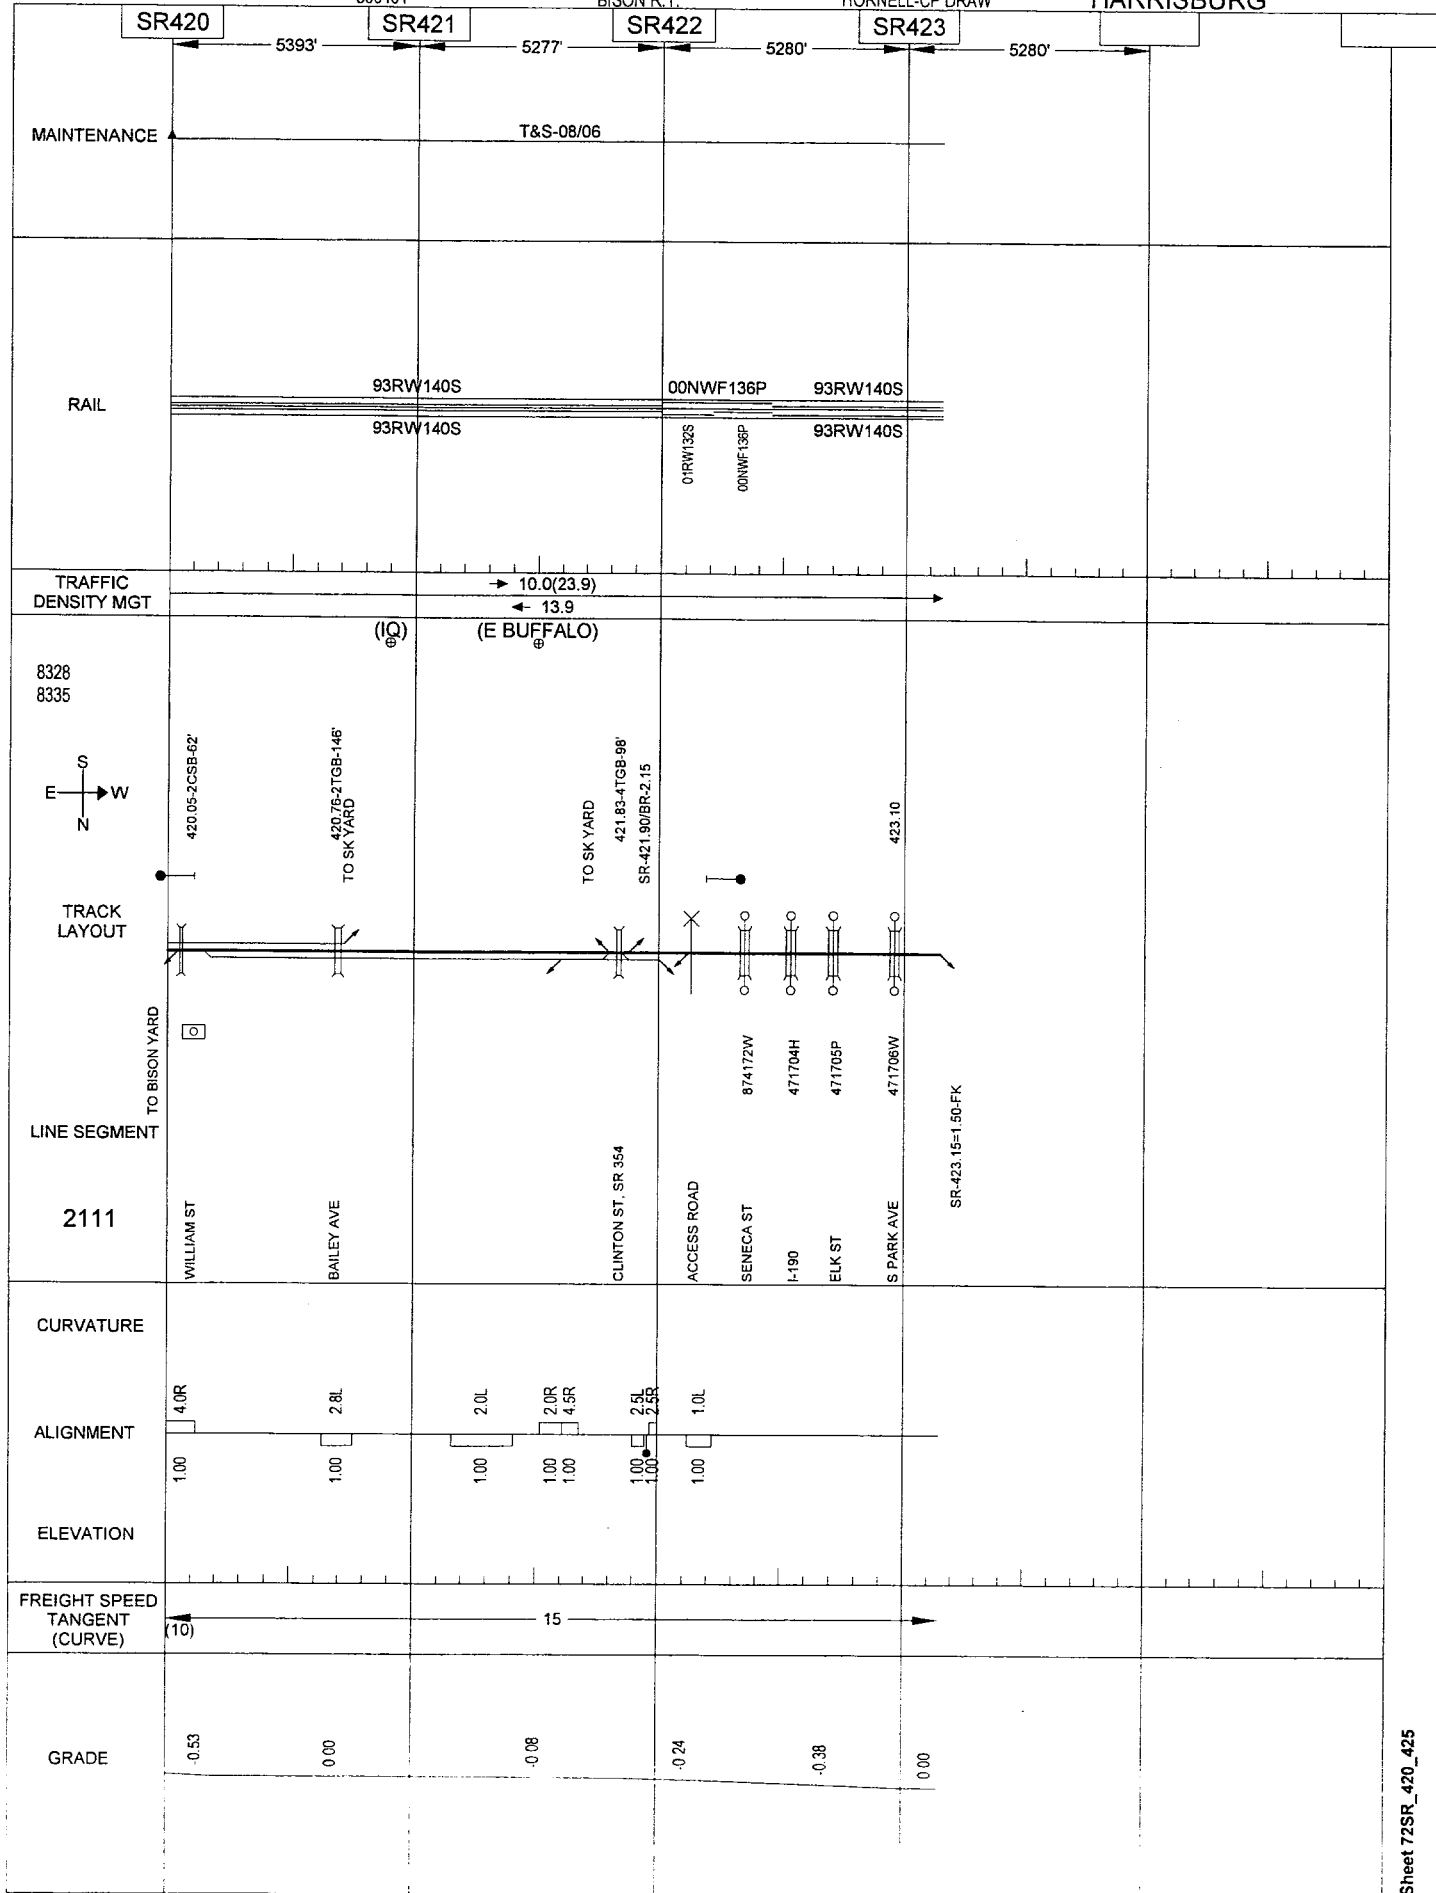 BISON R.Y.
HORNELL-CP DRAW
HARRISBURG
SR420
SR421
SR422
SR423
5393'
5277'
5280'
5280'
MAINTENANCE
T&S-08/06
RAIL
93RW140S
00NWF136P
93RW140S
93RW140S
93RW140S
01RW132S
00NWF136P
TRAFFIC
DENSITY MGT
10.0(23.9)
13.9
(IQ)
(E BUFFALO)
8328
8335
S
E
W
N
420.05-2CSB-62'
420.76-2TGB-146'
TO SK YARD
TO SK YARD
421.83-4TGB-98'
SR-421.90/BR-2.15
423.10
TRACK
LAYOUT
TO BISON YARD
874172W
471704H
471705P
471706W
SR-423.15=1.50-FK
LINE SEGMENT
2111
WILLIAM ST
BAILEY AVE
CLINTON ST, SR 354
ACCESS ROAD
SENECA ST
I-190
ELK ST
S PARK AVE
CURVATURE
4.0R
2.8L
2.0L
2.0R
4.5R
2.5L
2.5R
1.0L
ALIGNMENT
1.00
1.00
1.00
1.00
1.00
1.00
1.00
1.00
ELEVATION
FREIGHT SPEED
TANGENT
(CURVE)
(10)
15
GRADE
-0.53
0.00
-0.08
-0.24
-0.38
0.00
Sheet 72SR_420_425